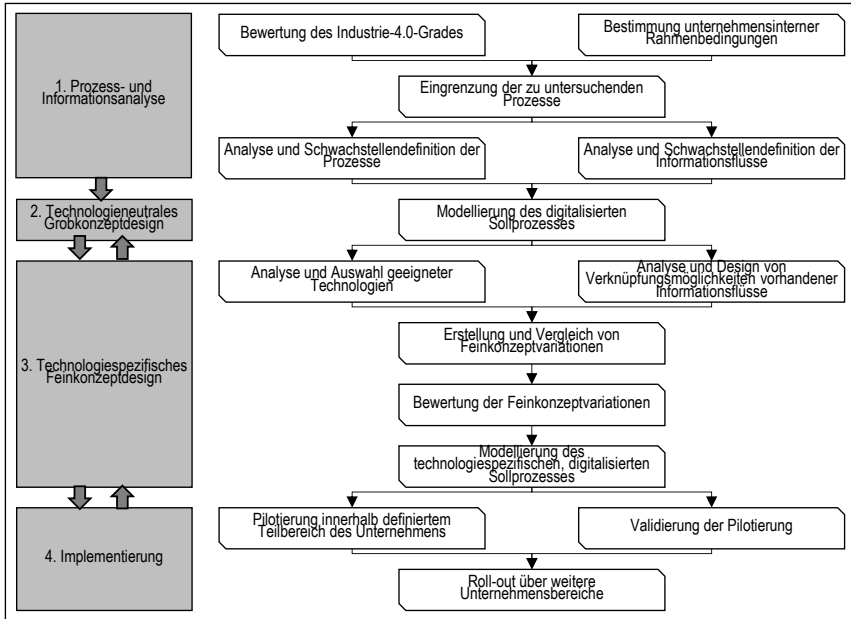 Bewertung des Industrie-4.0-Grades
Bestimmung unternehmensinterner
Rahmenbedingungen
1. Prozess- und
Informationsanalyse
Eingrenzung der zu untersuchenden
Prozesse
Analyse und Schwachstellendefinition der
Prozesse
Analyse und Schwachstellendefinition der
Informationsflüsse
2. Technologieneutrales
Grobkonzeptdesign
Modellierung des digitalisierten
Sollprozesses
Analyse und Auswahl geeigneter
Technologien
Analyse und Design von
Verknüpfungsmöglichkeiten vorhandener
Informationsflüsse
3. Technologiespezifisches
Feinkonzeptdesign
Erstellung und Vergleich von
Feinkonzeptvariationen
Bewertung der Feinkonzeptvariationen
Modellierung des
technologiespezifischen, digitalisierten
Sollprozesses
4. Implementierung
Pilotierung innerhalb definiertem
Teilbereich des Unternehmens
Validierung der Pilotierung
Roll-out über weitere
Unternehmensbereiche